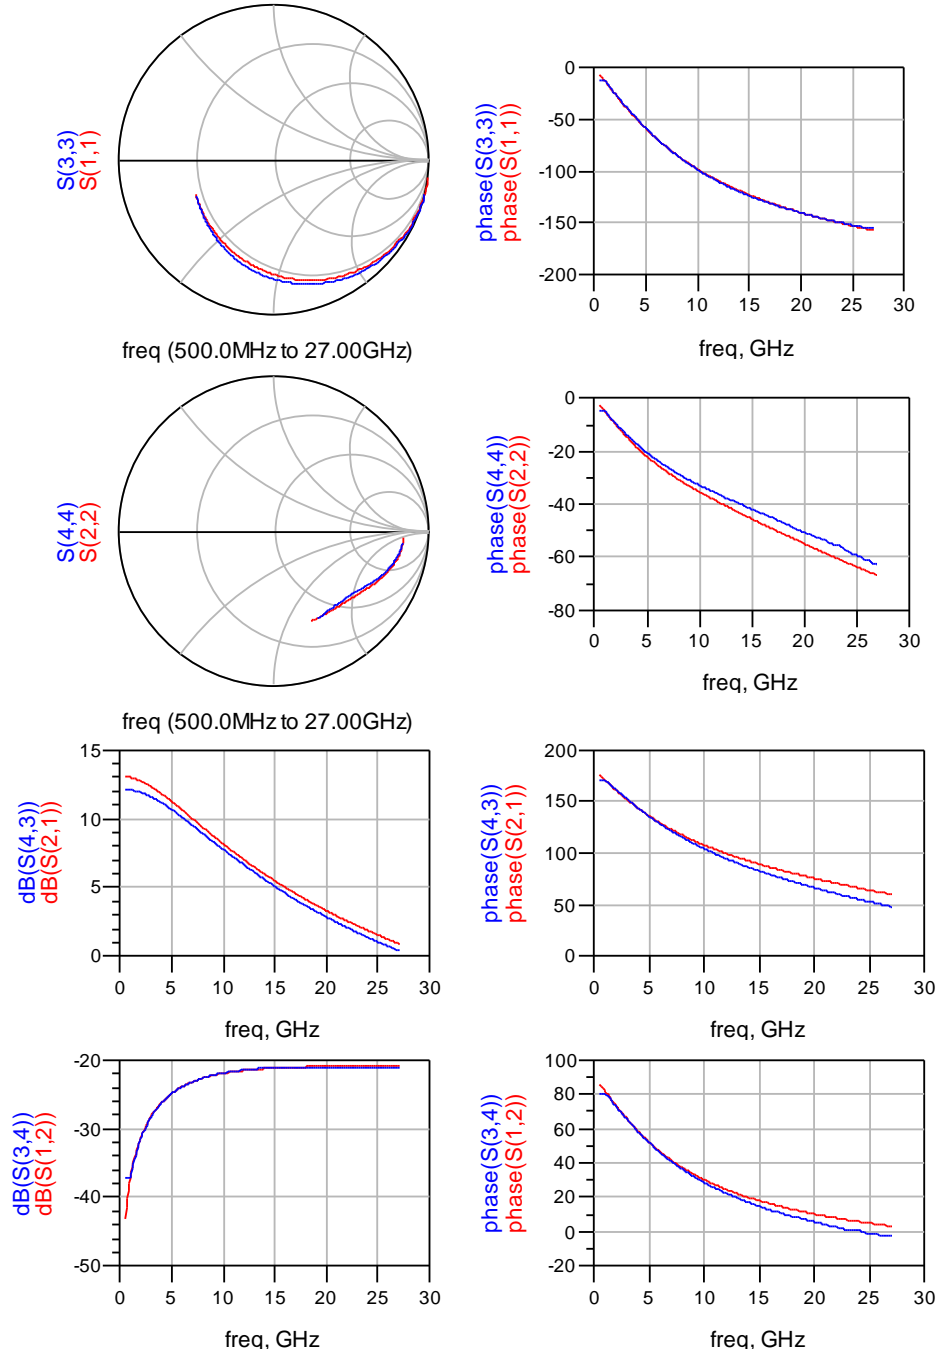 S(3,3)
S(1,1)
freq (500.0MHz to 27.00GHz)
phase(S(3,3))
phase(S(1,1))
0
-50
-100
-150
-200
0 5 10 15 20 25 30
freq, GHz
S(4,4)
S(2,2)
freq (500.0MHz to 27.00GHz)
phase(S(4,4))
phase(S(2,2))
0
-20
-40
-60
-80
0 5 10 15 20 25 30
freq, GHz
dB(S(4,3))
dB(S(2,1))
15
10
5
0
0 5 10 15 20 25 30
freq, GHz
phase(S(4,3))
phase(S(2,1))
200
150
100
50
0
0 5 10 15 20 25 30
freq, GHz
dB(S(3,4))
dB(S(1,2))
-20
-30
-40
-50
0 5 10 15 20 25 30
freq, GHz
phase(S(3,4))
phase(S(1,2))
100
80
60
40
20
0
-20
0 5 10 15 20 25 30
freq, GHz